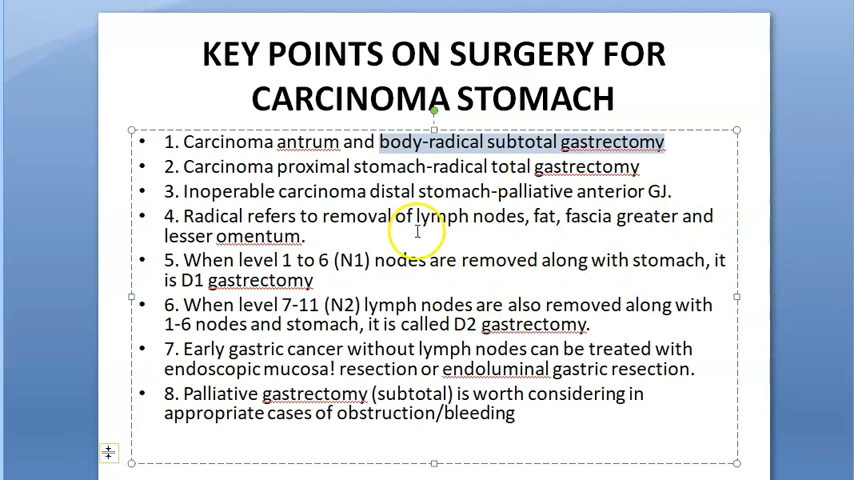 KEY POINTS ON SURGERY FOR
CARCINOMA STOMACH
• 1. Carcinoma antrum and body-radical subtotal gastrectomy
• 2. Carcinoma proximal stomach-radical total gastrectomy
• 3. Inoperable carcinoma distal stomach-palliative anterior GJ.
• 4. Radical refers to removal of lymph nodes, fat, fascia greater and
lesser omentum.
• 5. When level 1 to 6 (N1) nodes are removed along with stomach, it
is D1 gastrectomy
• 6. When level 7-11 (N2) lymph nodes are also removed along with
1-6 nodes and stomach, it is called D2 gastrectomy.
• 7. Early gastric cancer without lymph nodes can be treated with
endoscopic mucosa! resection or endoluminal gastric resection.
• 8. Palliative gastrectomy (subtotal) is worth considering in
appropriate cases of obstruction/bleeding